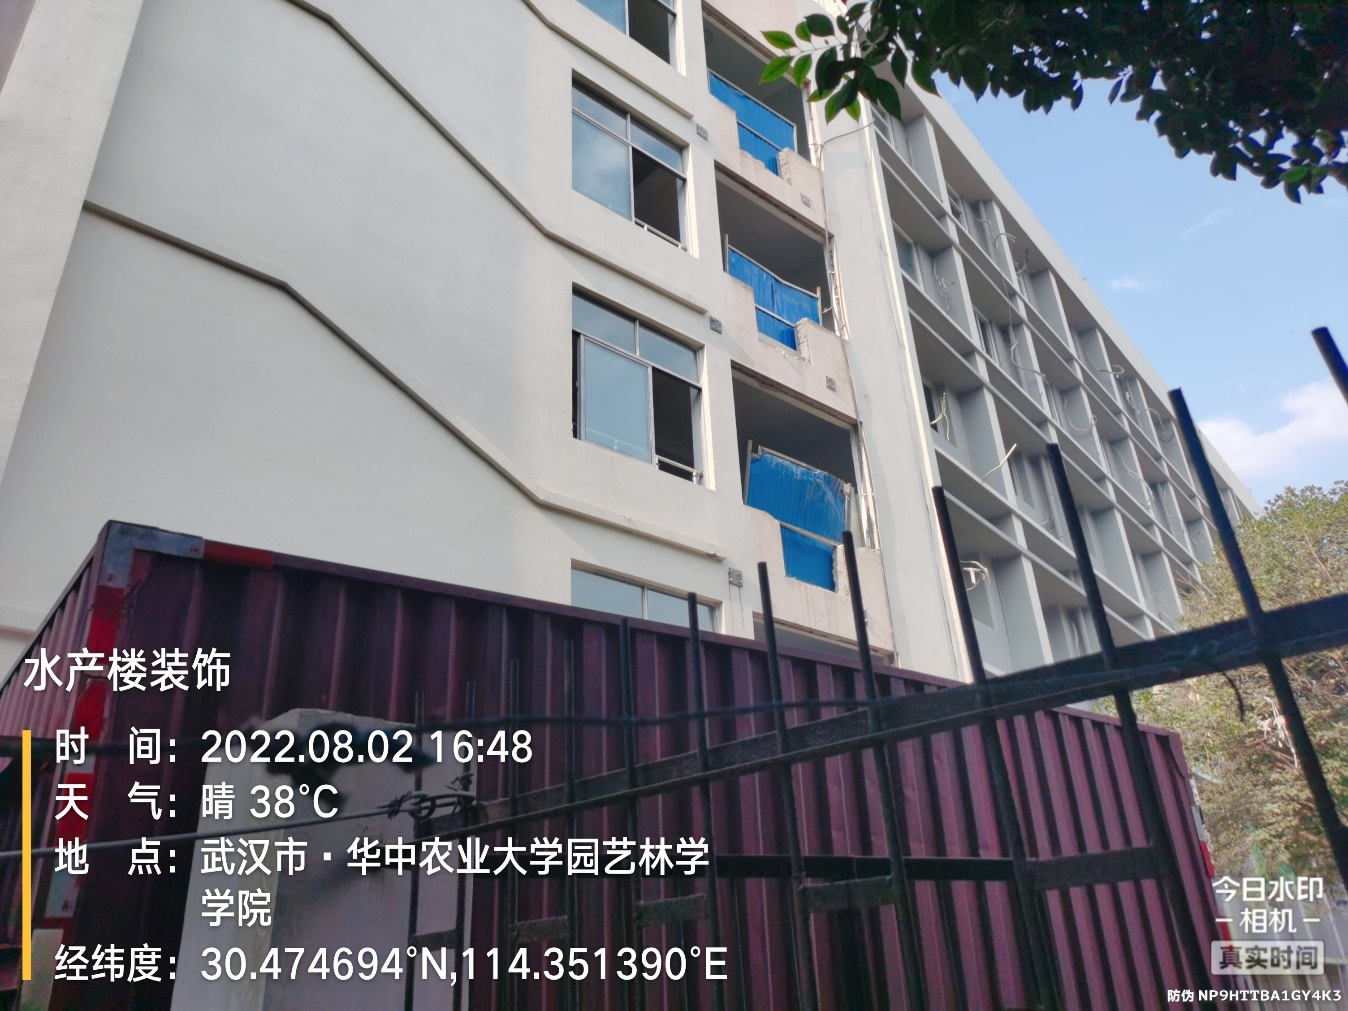 水产楼装饰
时 间：2022.08.02 16:48
天 气：晴 38°C
地 点：武汉市·华中农业大学园艺林学
学院
经纬度：30.474694°N,114.351390°E
今日水印
相机
真实时间
防伪 NP9HTTBA1GY4K3